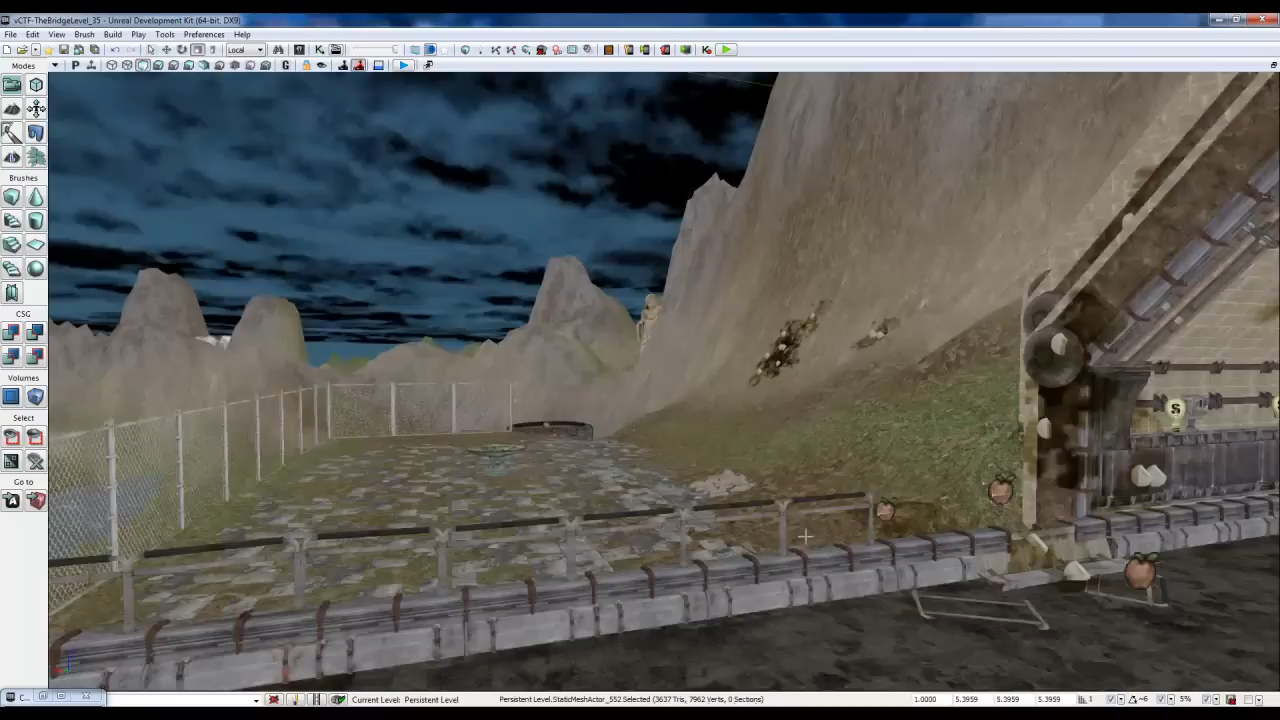 vCTF-TheBridgeLevel_35 - Unreal Development Kit (64-bit, DX9)
File Edit View Brush Build Play Tools Preferences Help
Local
P
G
Modes
Brushes
CSG
Volumes
Select
Go to
S
C...
Current Level: Persistent Level
Persistent Level.StaticMeshActor_552 Selected (3637 Tris, 7962 Verts, 0 Sections)
1.0000
5.3959
5.3959
5.3959
5%